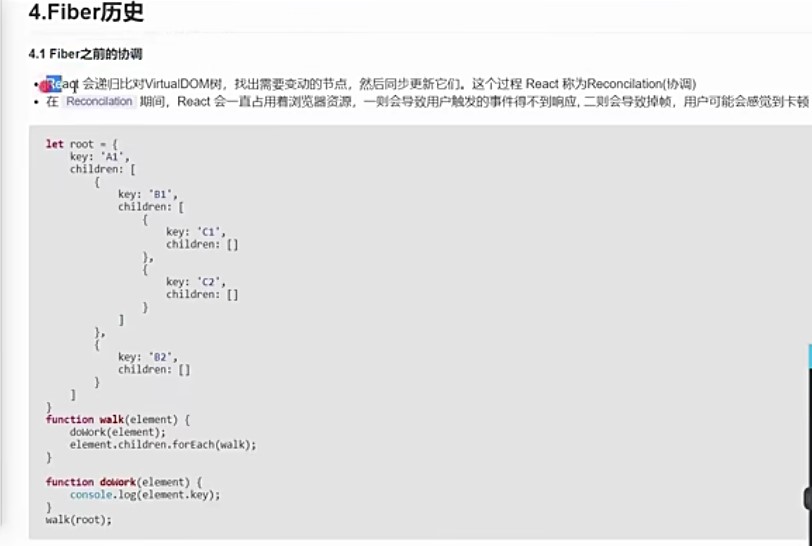 4.Fiber历史
4.1 Fiber之前的协调
• React 会递归比对VirtualDOM树，找出需要变动的节点，然后同步更新它们。这个过程 React 称为Reconcilation(协调)
• 在 Reconcilation 期间，React 会一直占用着浏览器资源，一则会导致用户触发的事件得不到响应, 二则会导致掉帧，用户可能会感觉到卡顿
let root = {
    key: 'A1',
    children: [
        {
            key: 'B1',
            children: [
                {
                    key: 'C1',
                    children: []
                },
                {
                    key: 'C2',
                    children: []
                }
            ]
        },
        {
            key: 'B2',
            children: []
        }
    ]
}
function walk(element) {
    doWork(element);
    element.children.forEach(walk);
}

function doWork(element) {
    console.log(element.key);
}
walk(root);